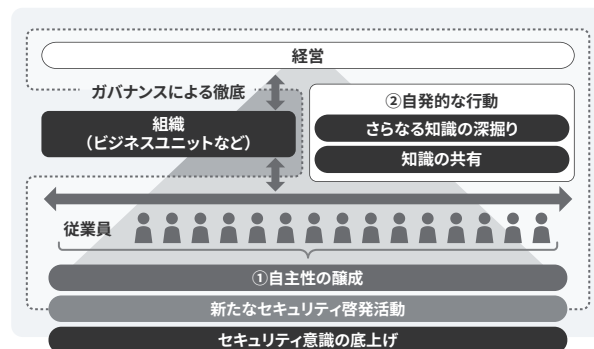 経営
ガバナンスによる徹底
組織
（ビジネスユニットなど）
②自発的な行動
さらなる知識の深掘り
知識の共有
従業員
①自主性の醸成
新たなセキュリティ啓発活動
セキュリティ意識の底上げ